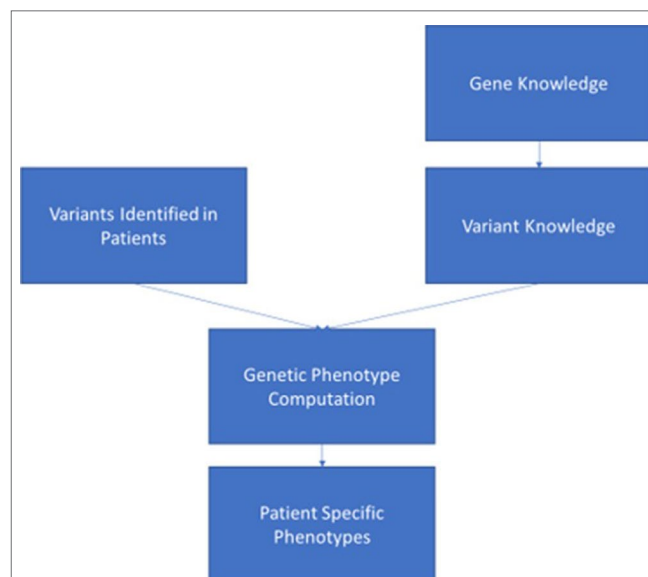 Gene Knowledge
Variants Identified in
Patients
Variant Knowledge
Genetic Phenotype
Computation
Patient Specific
Phenotypes